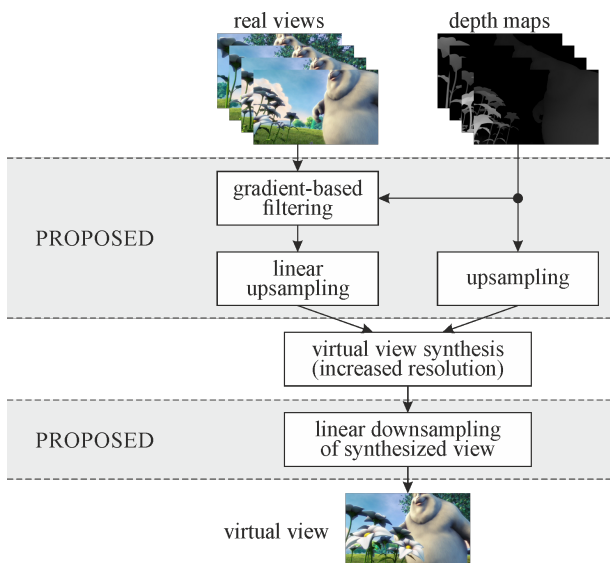 real views
depth maps
gradient-based
filtering
PROPOSED
linear
upsampling
upsampling
virtual view synthesis
(increased resolution)
PROPOSED
linear downsampling
of synthesized view
virtual view